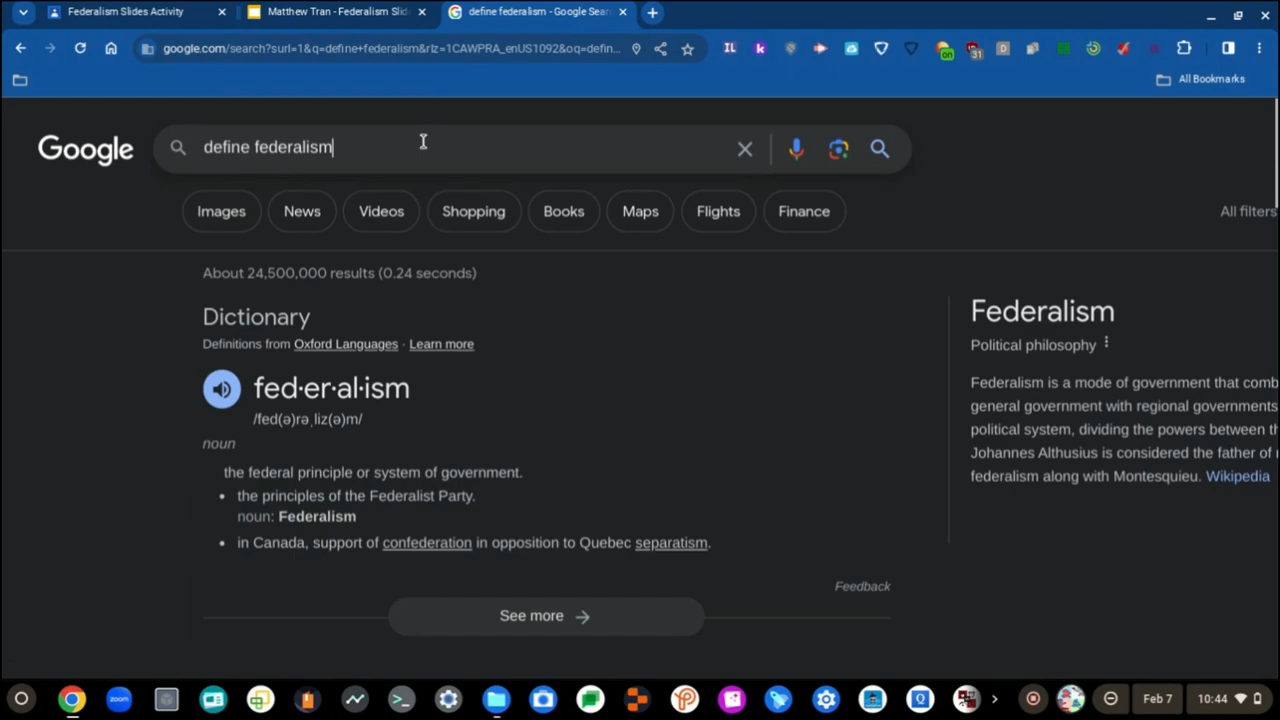 Federalism Slides Activity
Matthew Tran - Federalism Slid
define federalism - Google Sear
google.com/search?surl=1&q=define+federalism&rlz=1CAWPRA_enUS1092&oq=defin...
IL
k
on
31
D
All Bookmarks
Google
define federalism
Images
News
Videos
Shopping
Books
Maps
Flights
Finance
All filters
About 24,500,000 results (0.24 seconds)
Dictionary
Definitions from Oxford Languages · Learn more
fed·er·al·ism
/ˈfed(ə)rəˌliz(ə)m/
noun
the federal principle or system of government.
• the principles of the Federalist Party.
noun: Federalism
• in Canada, support of confederation in opposition to Quebec separatism.
Feedback
See more
Federalism
Political philosophy
Federalism is a mode of government that comb
general government with regional governments
political system, dividing the powers between t
Johannes Althusius is considered the father of
federalism along with Montesquieu. Wikipedia
zoom
Q
Feb 7
10:44